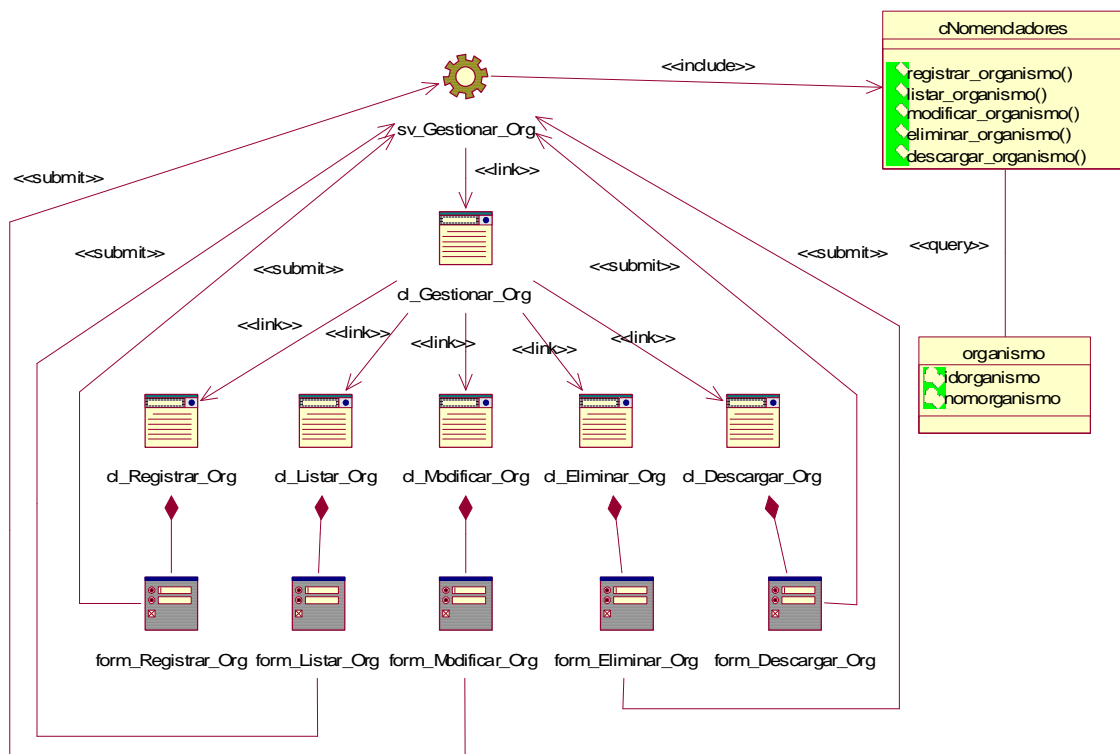 cNomencladores
<<include>>
registrar_organismo()
listar_organismo()
modificar_organismo()
eliminar_organismo()
descargar_organismo()
sv_Gestionar_Org
<<submit>>
<<link>>
<<submit>>
<<submit>>
<<submit>>
<<submit>>
<<query>>
cl_Gestionar_Org
<<link>>
<<link>>
<<link>>
<<link>>
<<link>>
organismo
idorganismo
nomorganismo
cl_Registrar_Org
cl_Listar_Org
cl_Modificar_Org
cl_Eliminar_Org
cl_Descargar_Org
form_Registrar_Org
form_Listar_Org
form_Modificar_Org
form_Eliminar_Org
form_Descargar_Org